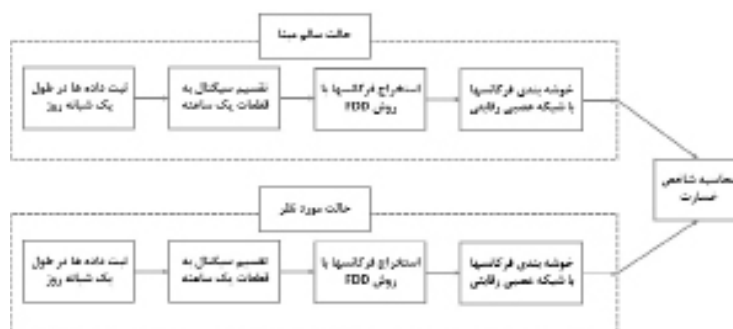 حالت سالم مبنا
ثبت داده ها در طول
یک شبانه روز
تقسیم سیگنال به
قطعات یک ساعته
استخراج فرکانسها با
روش FDD
خوشه بندی فرکانسها
با شبکه عصبی رقابتی
محاسبه شاخص
خسارت
حالت مورد نظر
ثبت داده ها در طول
یک شبانه روز
تقسیم سیگنال به
قطعات یک ساعته
استخراج فرکانسها با
روش FDD
خوشه بندی فرکانسها
با شبکه عصبی رقابتی